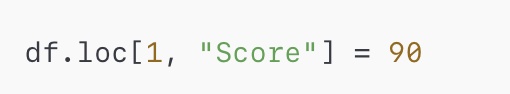 df.loc[1, "Score"] = 90